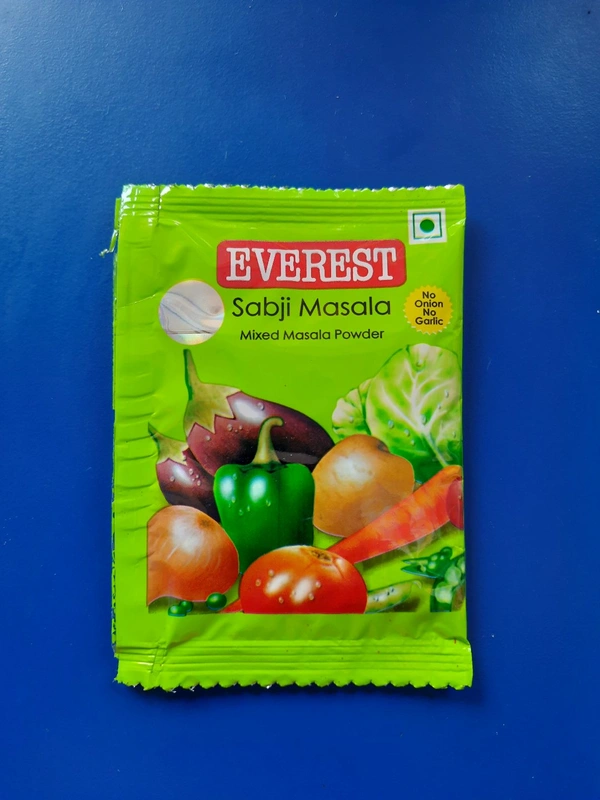 EVEREST
Sabji Masala
Mixed Masala Powder
No
Onion
No
Garlic